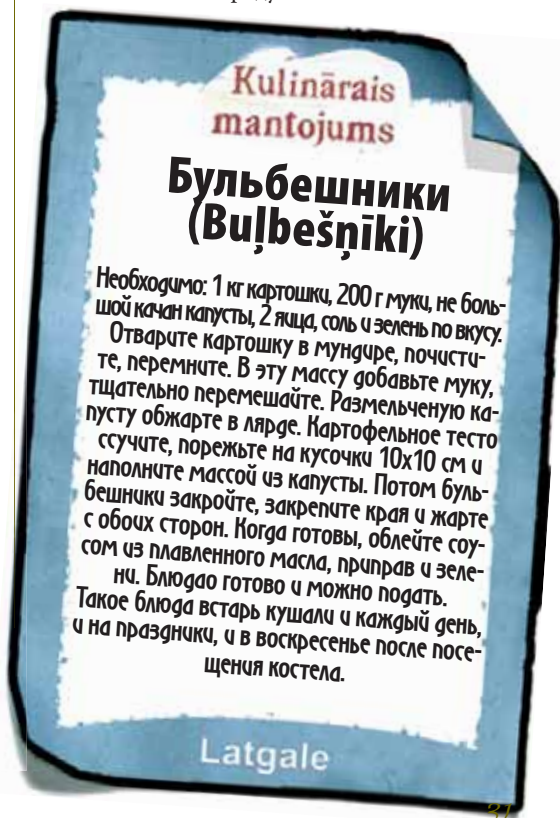 Kulinārais
mantojums
Бульбешники
(Buļbešņīki)
Необходимо: 1 кг картошки, 200 г муки, не боль-
шой качан капусты, 2 яица, соль и зелень по вкусу.
Отварите картошку в мундире, почисти-
те, перемните. В эту массу добавьте муку,
тщательно перемешайте. Размельченую ка-
пусту обжарте в лярде. Картофельное тесто
ссучите, порежьте на кусочки 10х10 см и
наполните массой из капусты. Потом буль-
бешники закройте, закрепите края и жарте
с обоих сторон. Когда готовы, облейте соу-
сом из плавленного масла, приправ и зеле-
ни. Блюдао готово и можно подать.
Такое блюда встарь кушали и каждый день,
и на праздники, и в воскресенье после посе-
щения костела.
Latgale
31